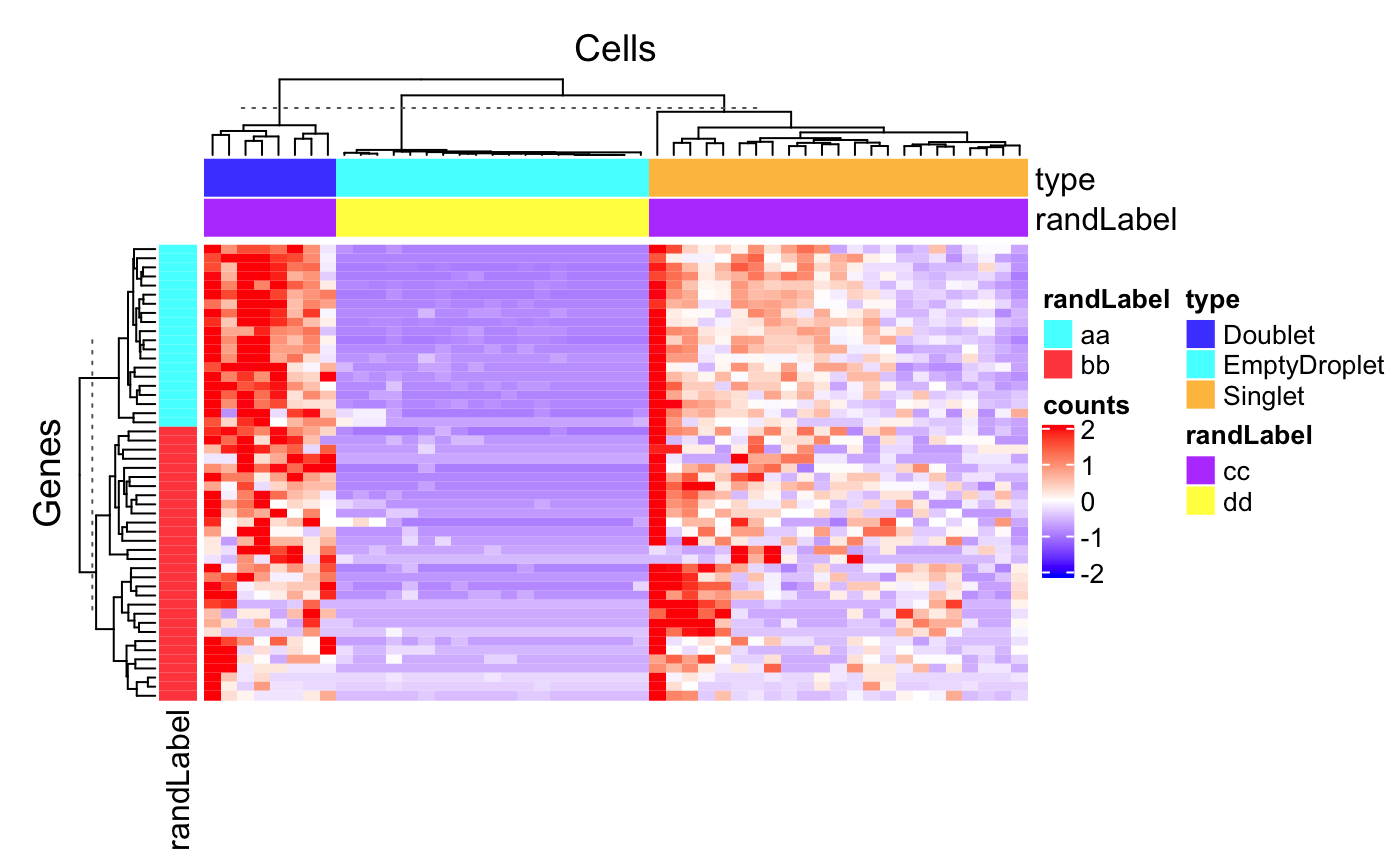 Cells
type
randLabel
Genes
randLabel
randLabel
aa
bb
counts
2
1
0
-1
-2
type
Doublet
EmptyDroplet
Singlet
randLabel
cc
dd